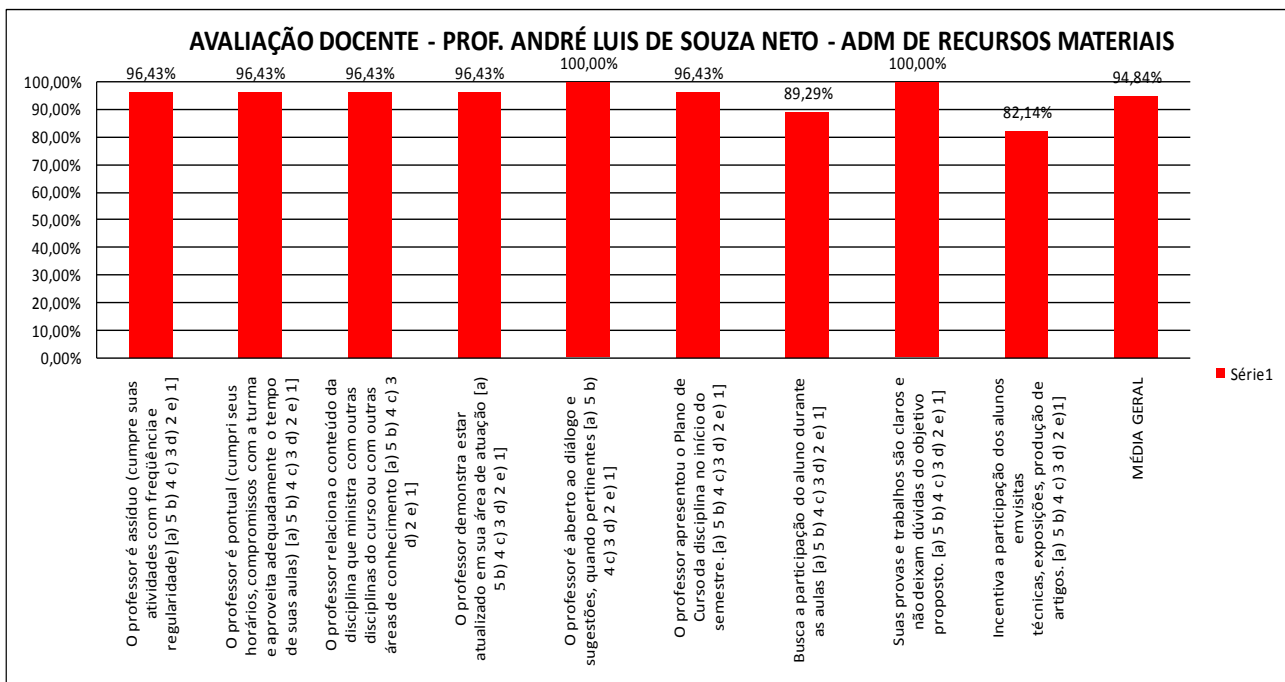 AVALIAÇÃO DOCENTE - PROF. ANDRÉ LUIS DE SOUZA NETO - ADM DE RECURSOS MATERIAIS
96,43%
96,43%
96,43%
96,43%
100,00%
96,43%
89,29%
100,00%
82,14%
94,84%
100,00%
90,00%
80,00%
70,00%
60,00%
50,00%
40,00%
30,00%
20,00%
10,00%
0,00%
O professor é assíduo (cumpre suas
atividades com freqüência e
regularidade) [a) 5 b) 4 c) 3 d) 2 e) 1]
O professor é pontual (cumpri seus
horários, compromissos com a turma
e aproveita adequadamente o tempo
de suas aulas) [a) 5 b) 4 c) 3 d) 2 e) 1]
O professor relaciona o conteúdo da
disciplina que ministra com outras
disciplinas do curso ou com outras
áreas de conhecimento [a) 5 b) 4 c) 3
d) 2 e) 1]
O professor demonstra estar
atualizado em sua área de atuação [a)
5 b) 4 c) 3 d) 2 e) 1]
O professor é aberto ao diálogo e
sugestões, quando pertinentes [a) 5 b)
4 c) 3 d) 2 e) 1]
O professor apresentou o Plano de
Curso da disciplina no início do
semestre. [a) 5 b) 4 c) 3 d) 2 e) 1]
Busca a participação do aluno durante
as aulas [a) 5 b) 4 c) 3 d) 2 e) 1]
Suas provas e trabalhos são claros e
não deixam dúvidas do objetivo
proposto. [a) 5 b) 4 c) 3 d) 2 e) 1]
Incentiva a participação dos alunos
emvisitas
técnicas, exposições, produção de
artigos. [a) 5 b) 4 c) 3 d) 2 e)1]
MÉDIA GERAL
Série1